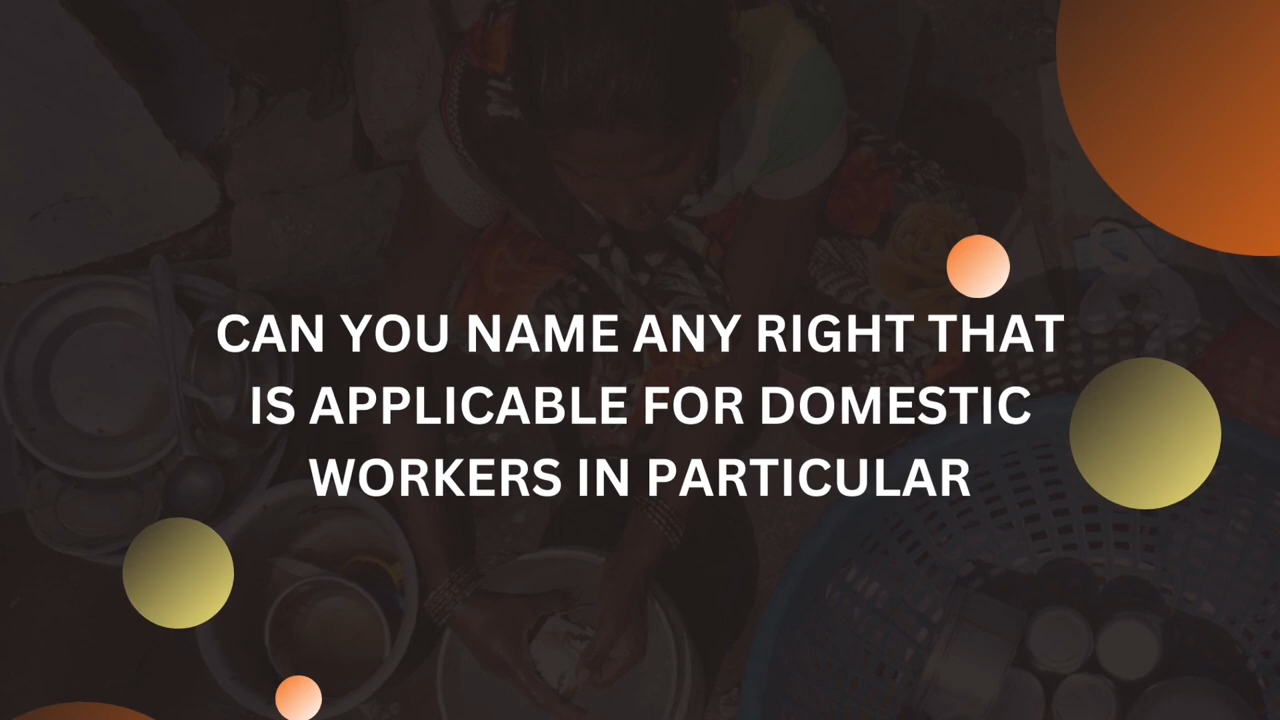 CAN YOU NAME ANY RIGHT THAT
IS APPLICABLE FOR DOMESTIC
WORKERS IN PARTICULAR